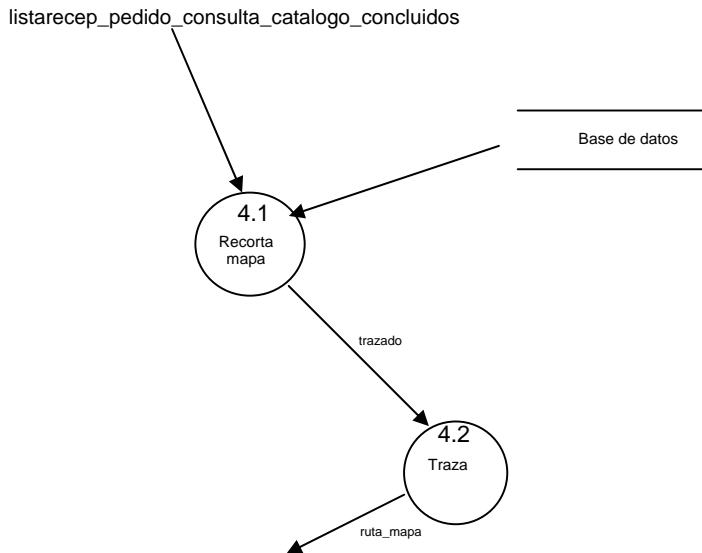 listarecep_pedido_consulta_catalogo_concluidos
Base de datos
4.1
Recorta
mapa
trazado
4.2
Traza
ruta_mapa